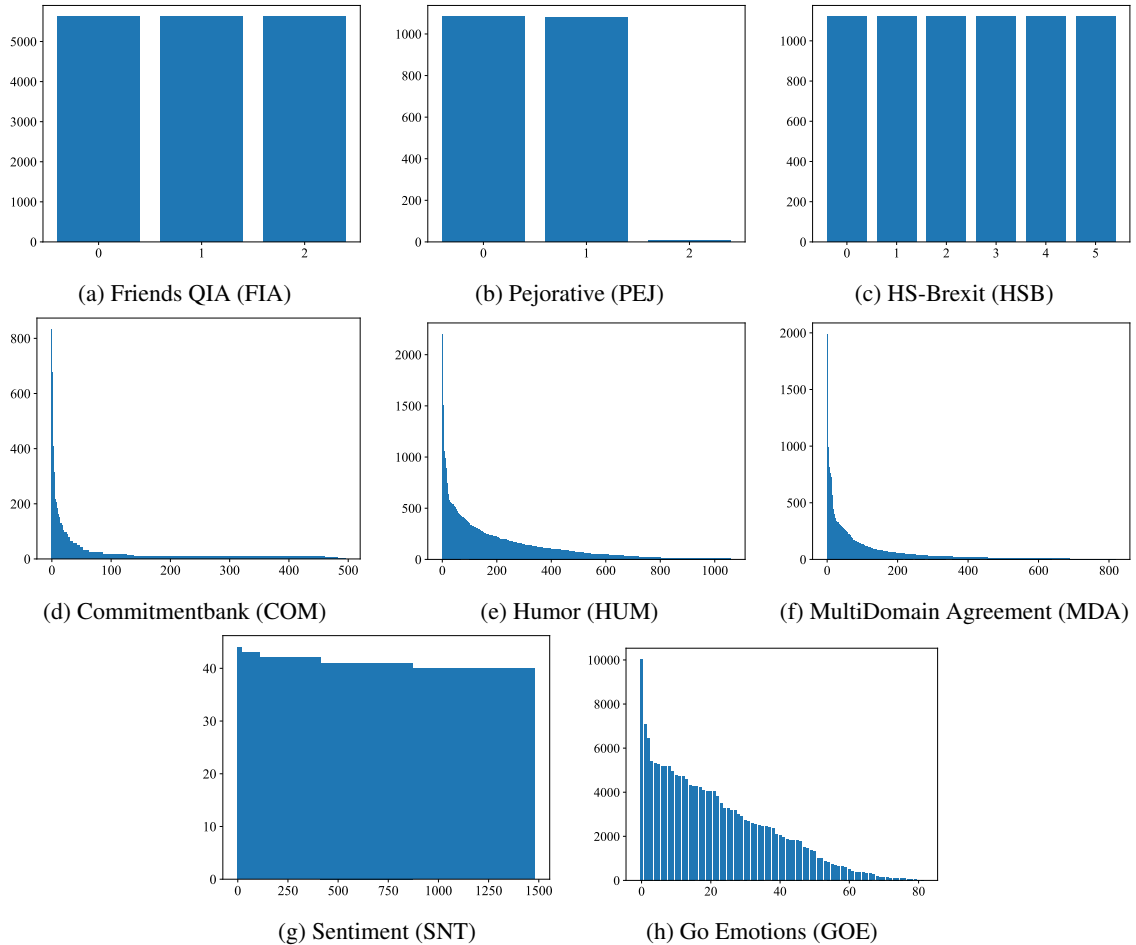 5000
4000
3000
2000
1000
0
0 1 2
(a) Friends QIA (FIA)
1000
800
600
400
200
0
0 1 2
(b) Pejorative (PEJ)
1000
800
600
400
200
0
0 1 2 3 4 5
(c) HS-Brexit (HSB)
800
600
400
200
0
0 100 200 300 400 500
(d) Commitmentbank (COM)
2000
1500
1000
500
0
0 200 400 600 800 1000
(e) Humor (HUM)
2000
1500
1000
500
0
0 200 400 600 800
(f) MultiDomain Agreement (MDA)
40
30
20
10
0
0 250 500 750 1000 1250 1500
(g) Sentiment (SNT)
10000
8000
6000
4000
2000
0
0 20 40 60 80
(h) Go Emotions (GOE)